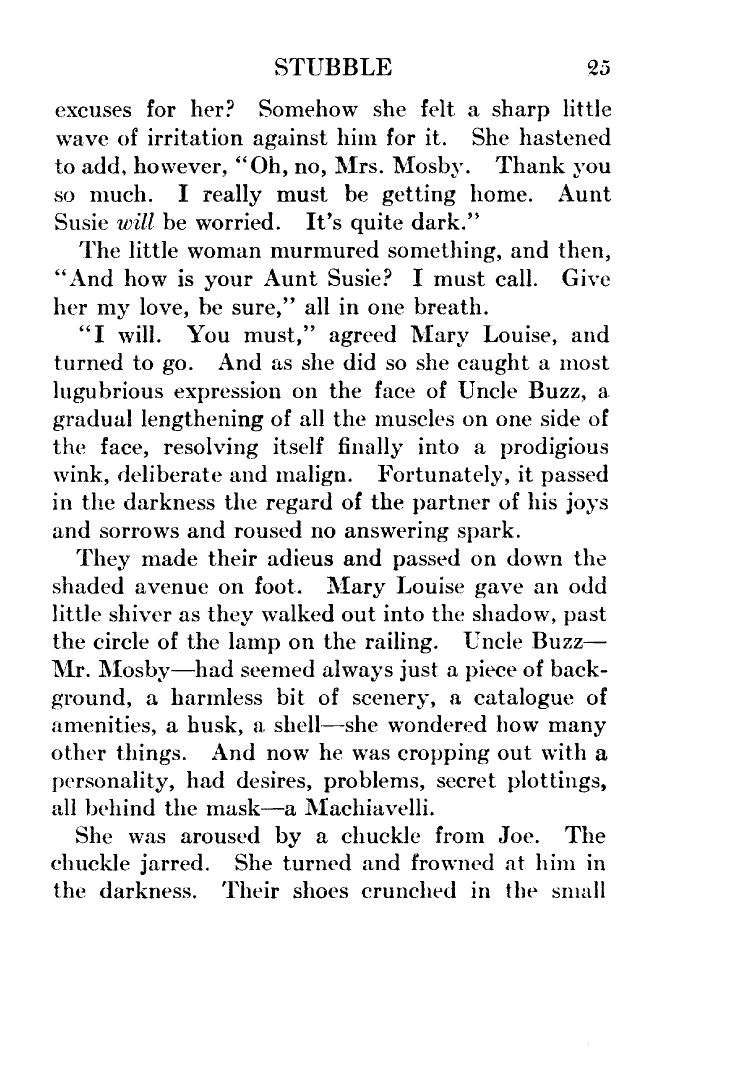 STUBBLE 25
excuses for her? Somehow she felt a sharp little
wave of irritation against him for it. She hastened
to add, however, “Oh, no, Mrs. Mosby. Thank you
so much. I really must be getting home. Aunt
Susie will be worried. It's quite dark.”
The little woman murmured something, and then,
“And how is your Aunt Susie? I must call. Give
her my love, be sure,” all in one breath.
“I will. You must,” agreed Mary Louise, and
turned to go. And as she did so she caught a most
lugubrious expression on the face of Uncle Buzz, a
gradual lengthening of all the muscles on one side of
the face, resolving itself finally into a prodigious
wink, deliberate and malign. Fortunately, it passed
in the darkness the regard of the partner of his joys
and sorrows and roused no answering spark.
They made their adieus and passed on down the
shaded avenue on foot. Mary Louise gave an odd
little shiver as they walked out into the shadow, past
the circle of the lamp on the railing. Uncle Buzz—
Mr. Mosby—had seemed always just a piece of back-
ground, a harmless bit of scenery, a catalogue of
amenities, a husk, a shell—she wondered how many
other things. And now he was cropping out with a
personality, had desires, problems, secret plottings,
all behind the mask—a Machiavelli.
She was aroused by a chuckle from Joe. The
chuckle jarred. She turned and frowned at him in
the darkness. Their shoes crunched in the small